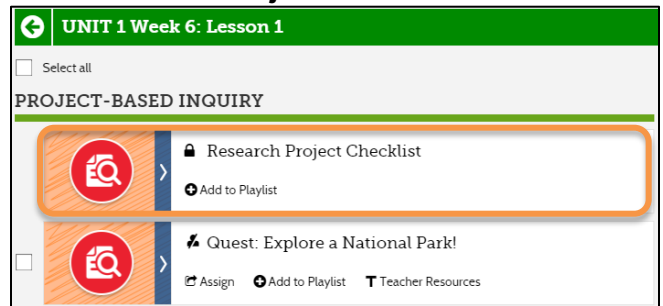 UNIT 1 Week 6: Lesson 1
Select all
PROJECT-BASED INQUIRY
Research Project Checklist
Add to Playlist
Quest: Explore a National Park!
Assign Add to Playlist T Teacher Resources